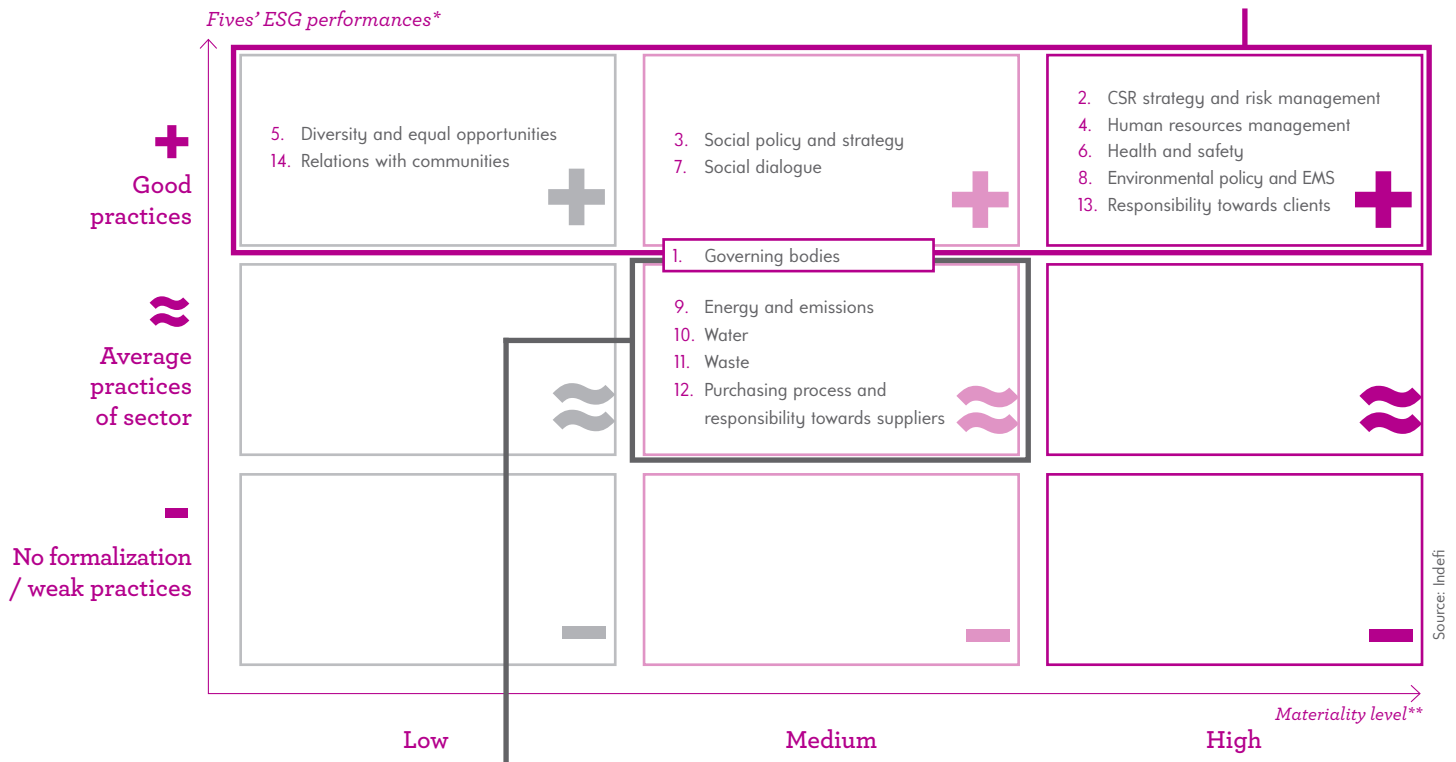 Fives' ESG performances*
Good
practices
5. Diversity and equal opportunities
14. Relations with communities
3. Social policy and strategy
7. Social dialogue
2. CSR strategy and risk management
4. Human resources management
6. Health and safety
8. Environmental policy and EMS
13. Responsibility towards clients
1. Governing bodies
Average
practices
of sector
9. Energy and emissions
10. Water
11. Waste
12. Purchasing process and
responsibility towards suppliers
No formalization
/ weak practices
Source: Indefi
Materiality level**
Low
Medium
High